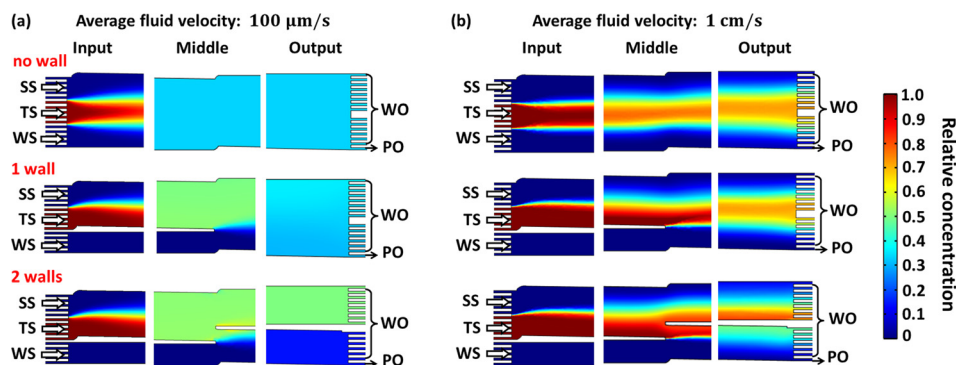 (a) Average fluid velocity: 100 μm/s
Input Middle Output
no wall
SS
TS
WS
WO
PO
1 wall
SS
TS
WS
WO
PO
2 walls
SS
TS
WS
WO
PO
(b) Average fluid velocity: 1 cm/s
Input Middle Output
SS
TS
WS
WO
PO
SS
TS
WS
WO
PO
SS
TS
WS
WO
PO
1.0
0.9
0.8
0.7
0.6
0.5
0.4
0.3
0.2
0.1
0
Relative concentration